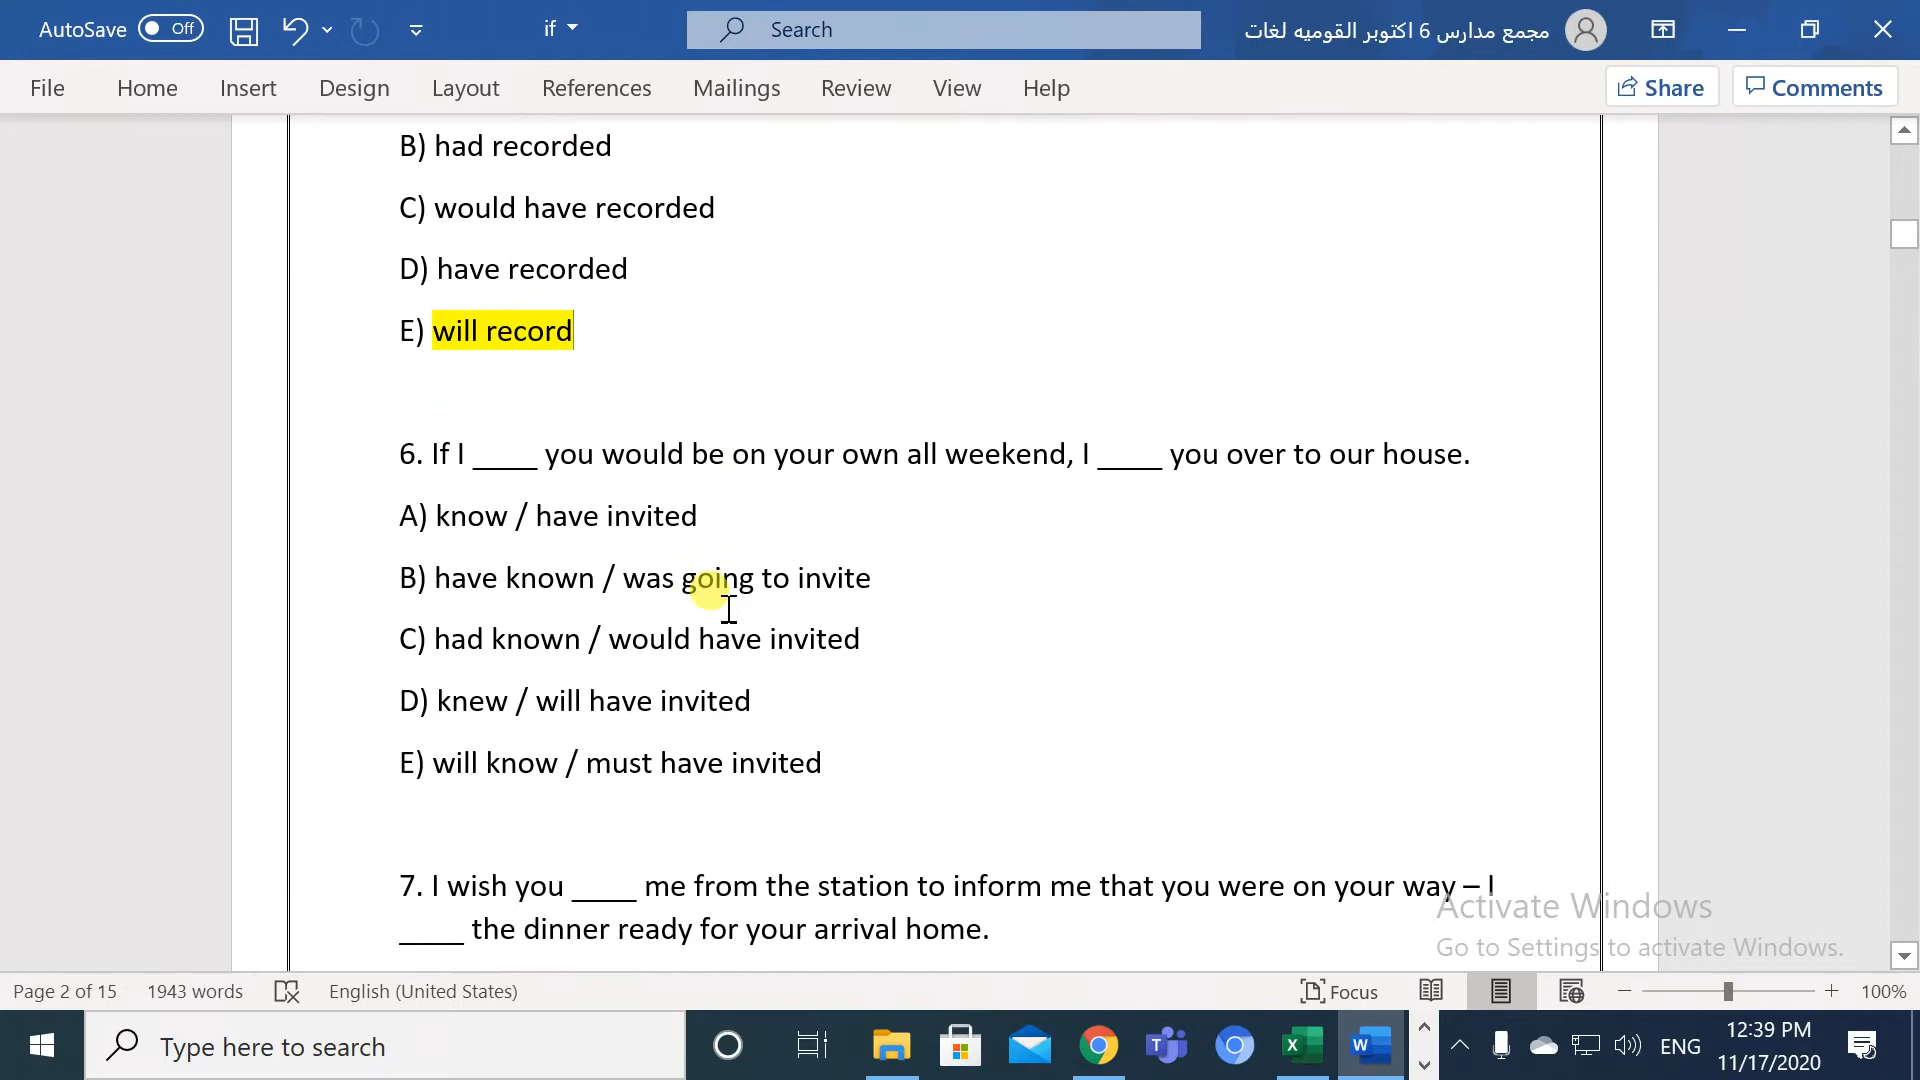 AutoSave Off if Search مجمع مدارس 6 اكتوبر القوميه لغات
File Home Insert Design Layout References Mailings Review View Help Share Comments
B) had recorded
C) would have recorded
D) have recorded
E) will record
6. If I ____ you would be on your own all weekend, I ____ you over to our house.
A) know / have invited
B) have known / was going to invite
C) had known / would have invited
D) knew / will have invited
E) will know / must have invited
7. I wish you ____ me from the station to inform me that you were on your way – I
____ the dinner ready for your arrival home.
Activate Windows
Go to Settings to activate Windows.
Page 2 of 15 1943 words English (United States) Focus 100%
Type here to search ENG 12:39 PM
11/17/2020